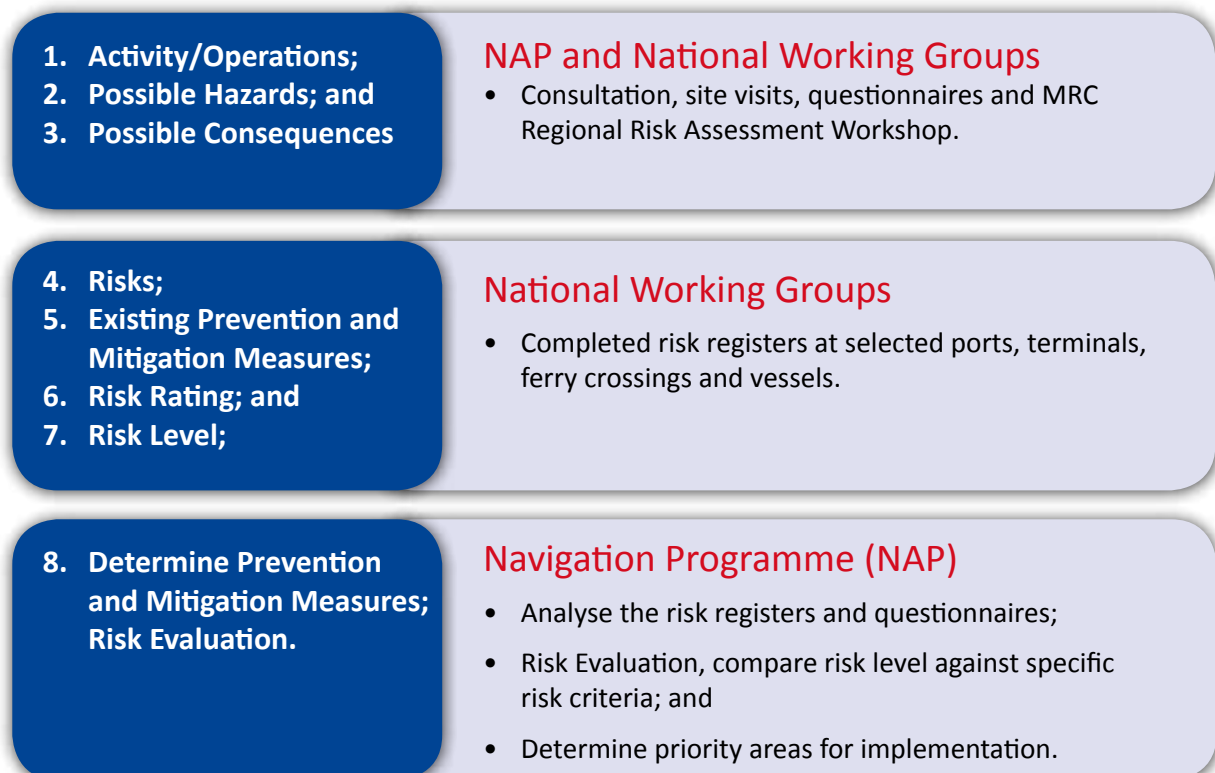 1. Activity/Operations;
2. Possible Hazards; and
3. Possible Consequences
NAP and National Working Groups
• Consultation, site visits, questionnaires and MRC
Regional Risk Assessment Workshop.
4. Risks;
5. Existing Prevention and
Mitigation Measures;
6. Risk Rating; and
7. Risk Level;
National Working Groups
• Completed risk registers at selected ports, terminals,
ferry crossings and vessels.
8. Determine Prevention
and Mitigation Measures;
Risk Evaluation.
Navigation Programme (NAP)
• Analyse the risk registers and questionnaires;
• Risk Evaluation, compare risk level against specific
risk criteria; and
• Determine priority areas for implementation.